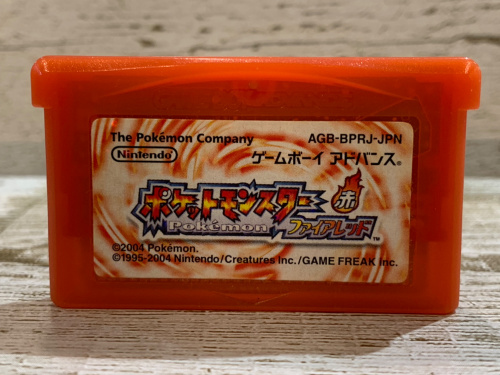 The Pokémon Company
AGB-BPRJ-JPN
Nintendo
ゲームボーイ アドバンス®
ポケットモンスター
赤
Pokémon
ファイアレッド™
©2004 Pokémon.
©1995-2004 Nintendo/Creatures inc./GAME FREAK inc.